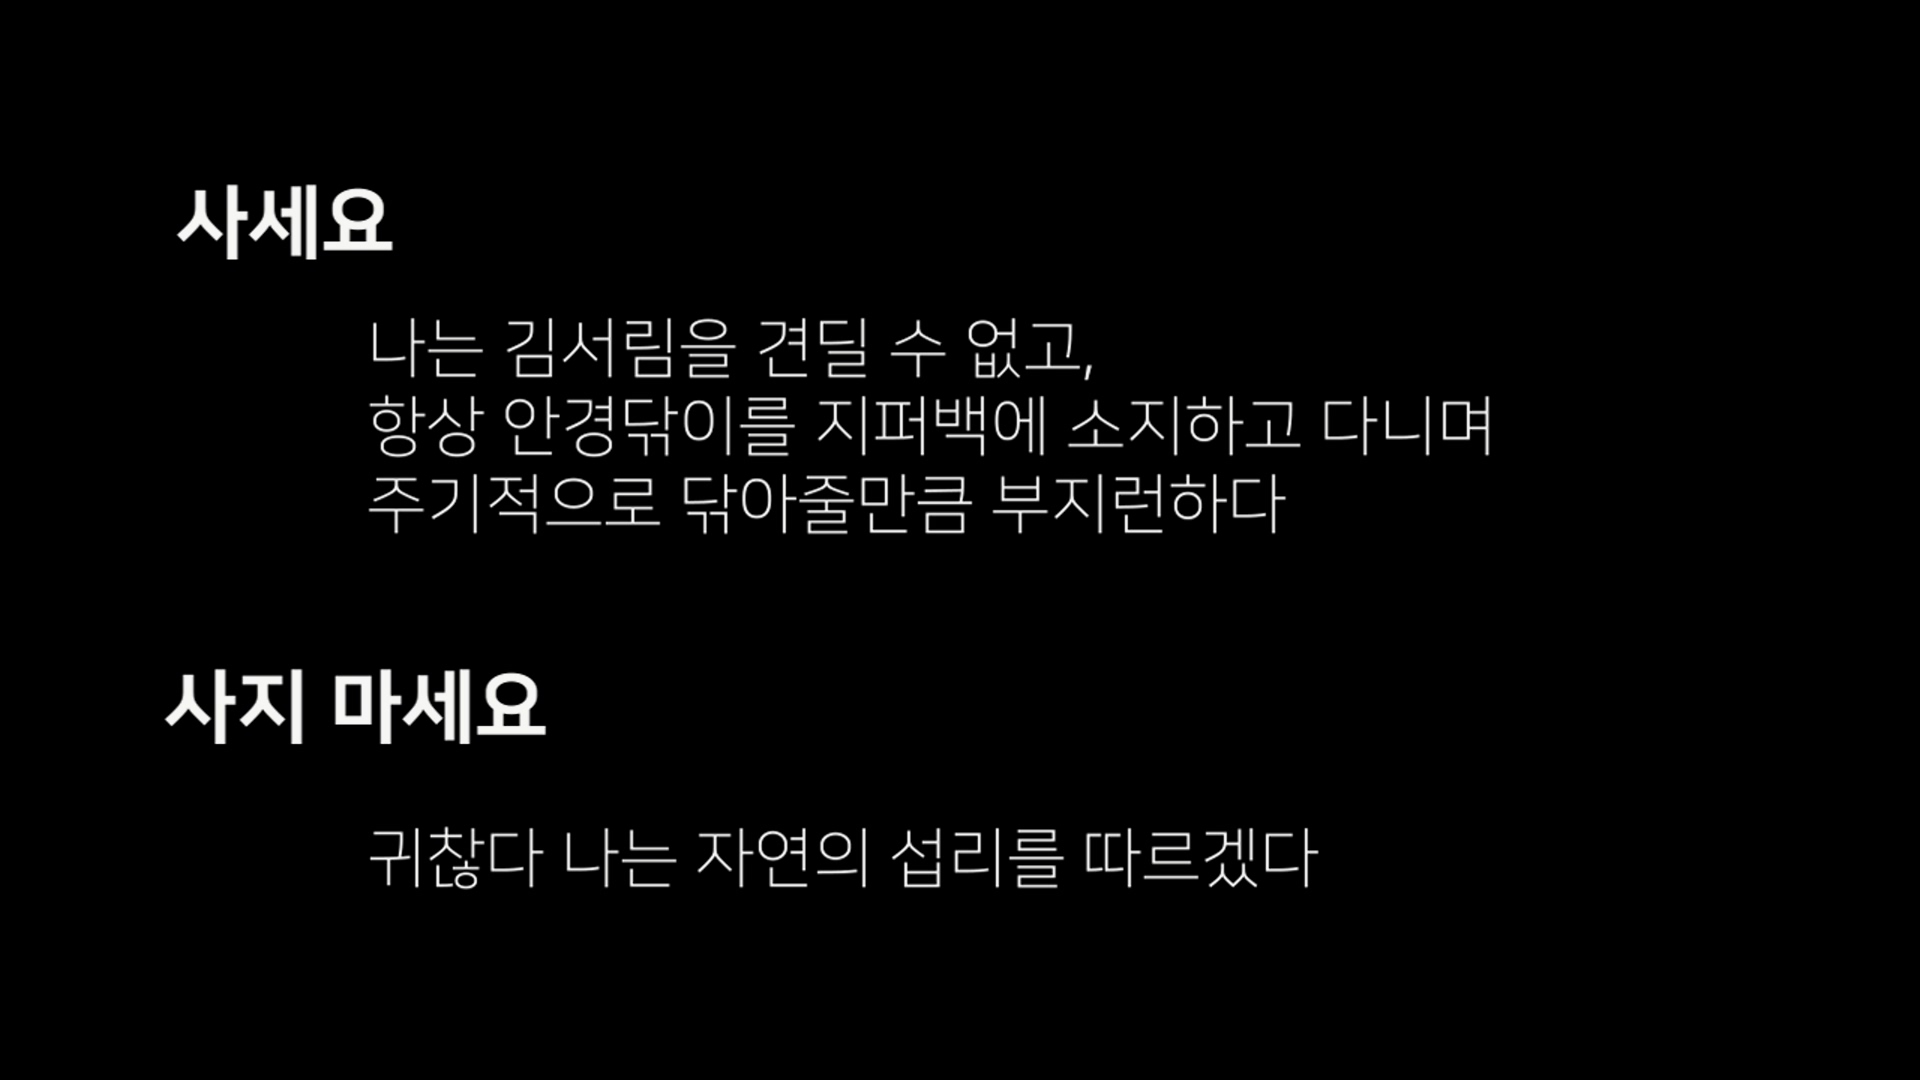 사세요
나는 김서림을 견딜 수 없고,
항상 안경닦이를 지퍼백에 소지하고 다니며
주기적으로 닦아줄만큼 부지런하다
사지 마세요
귀찮다 나는 자연의 섭리를 따르겠다